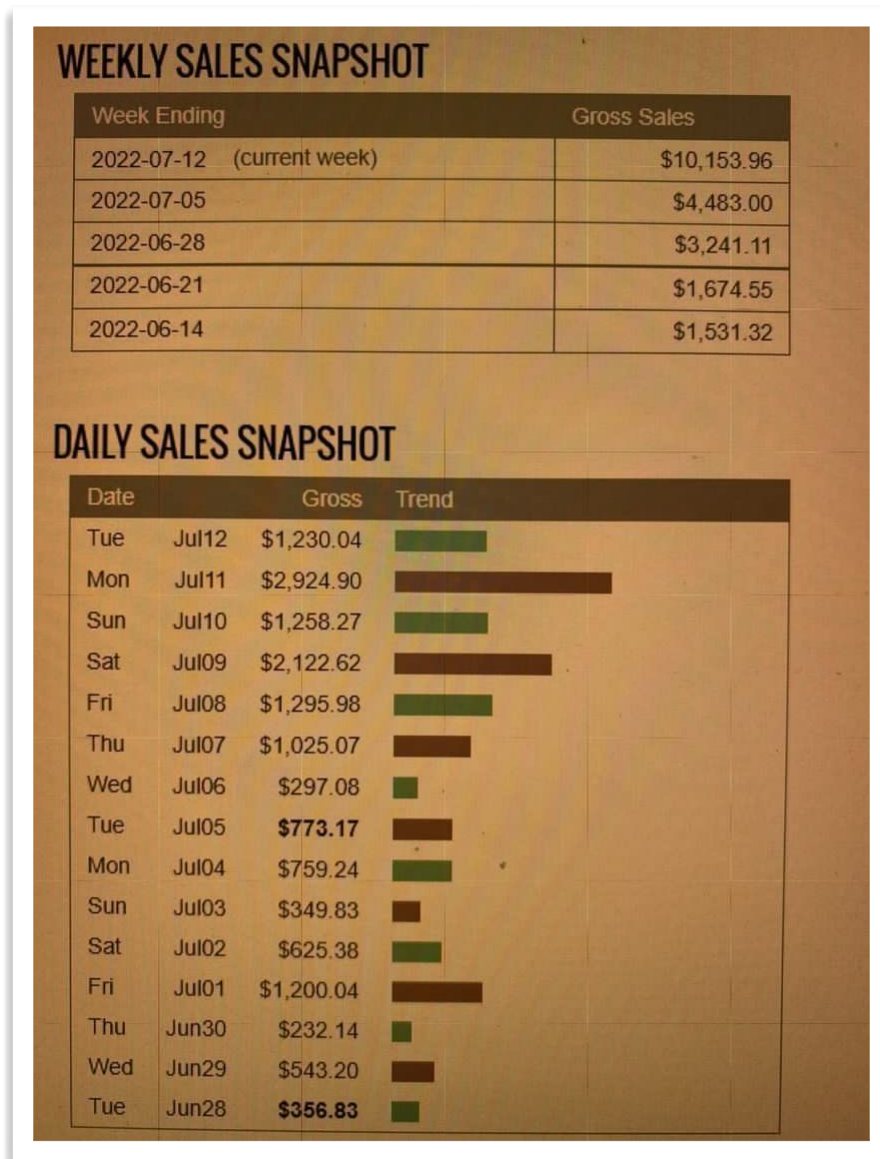 WEEKLY SALES SNAPSHOT
Week Ending Gross Sales
2022-07-12 (current week) $10,153.96
2022-07-05 $4,483.00
2022-06-28 $3,241.11
2022-06-21 $1,674.55
2022-06-14 $1,531.32
DAILY SALES SNAPSHOT
Date Gross Trend
Tue Jul12 $1,230.04
Mon Jul11 $2,924.90
Sun Jul10 $1,258.27
Sat Jul09 $2,122.62
Fri Jul08 $1,295.98
Thu Jul07 $1,025.07
Wed Jul06 $297.08
Tue Jul05 $773.17
Mon Jul04 $759.24
Sun Jul03 $349.83
Sat Jul02 $625.38
Fri Jul01 $1,200.04
Thu Jun30 $232.14
Wed Jun29 $543.20
Tue Jun28 $356.83